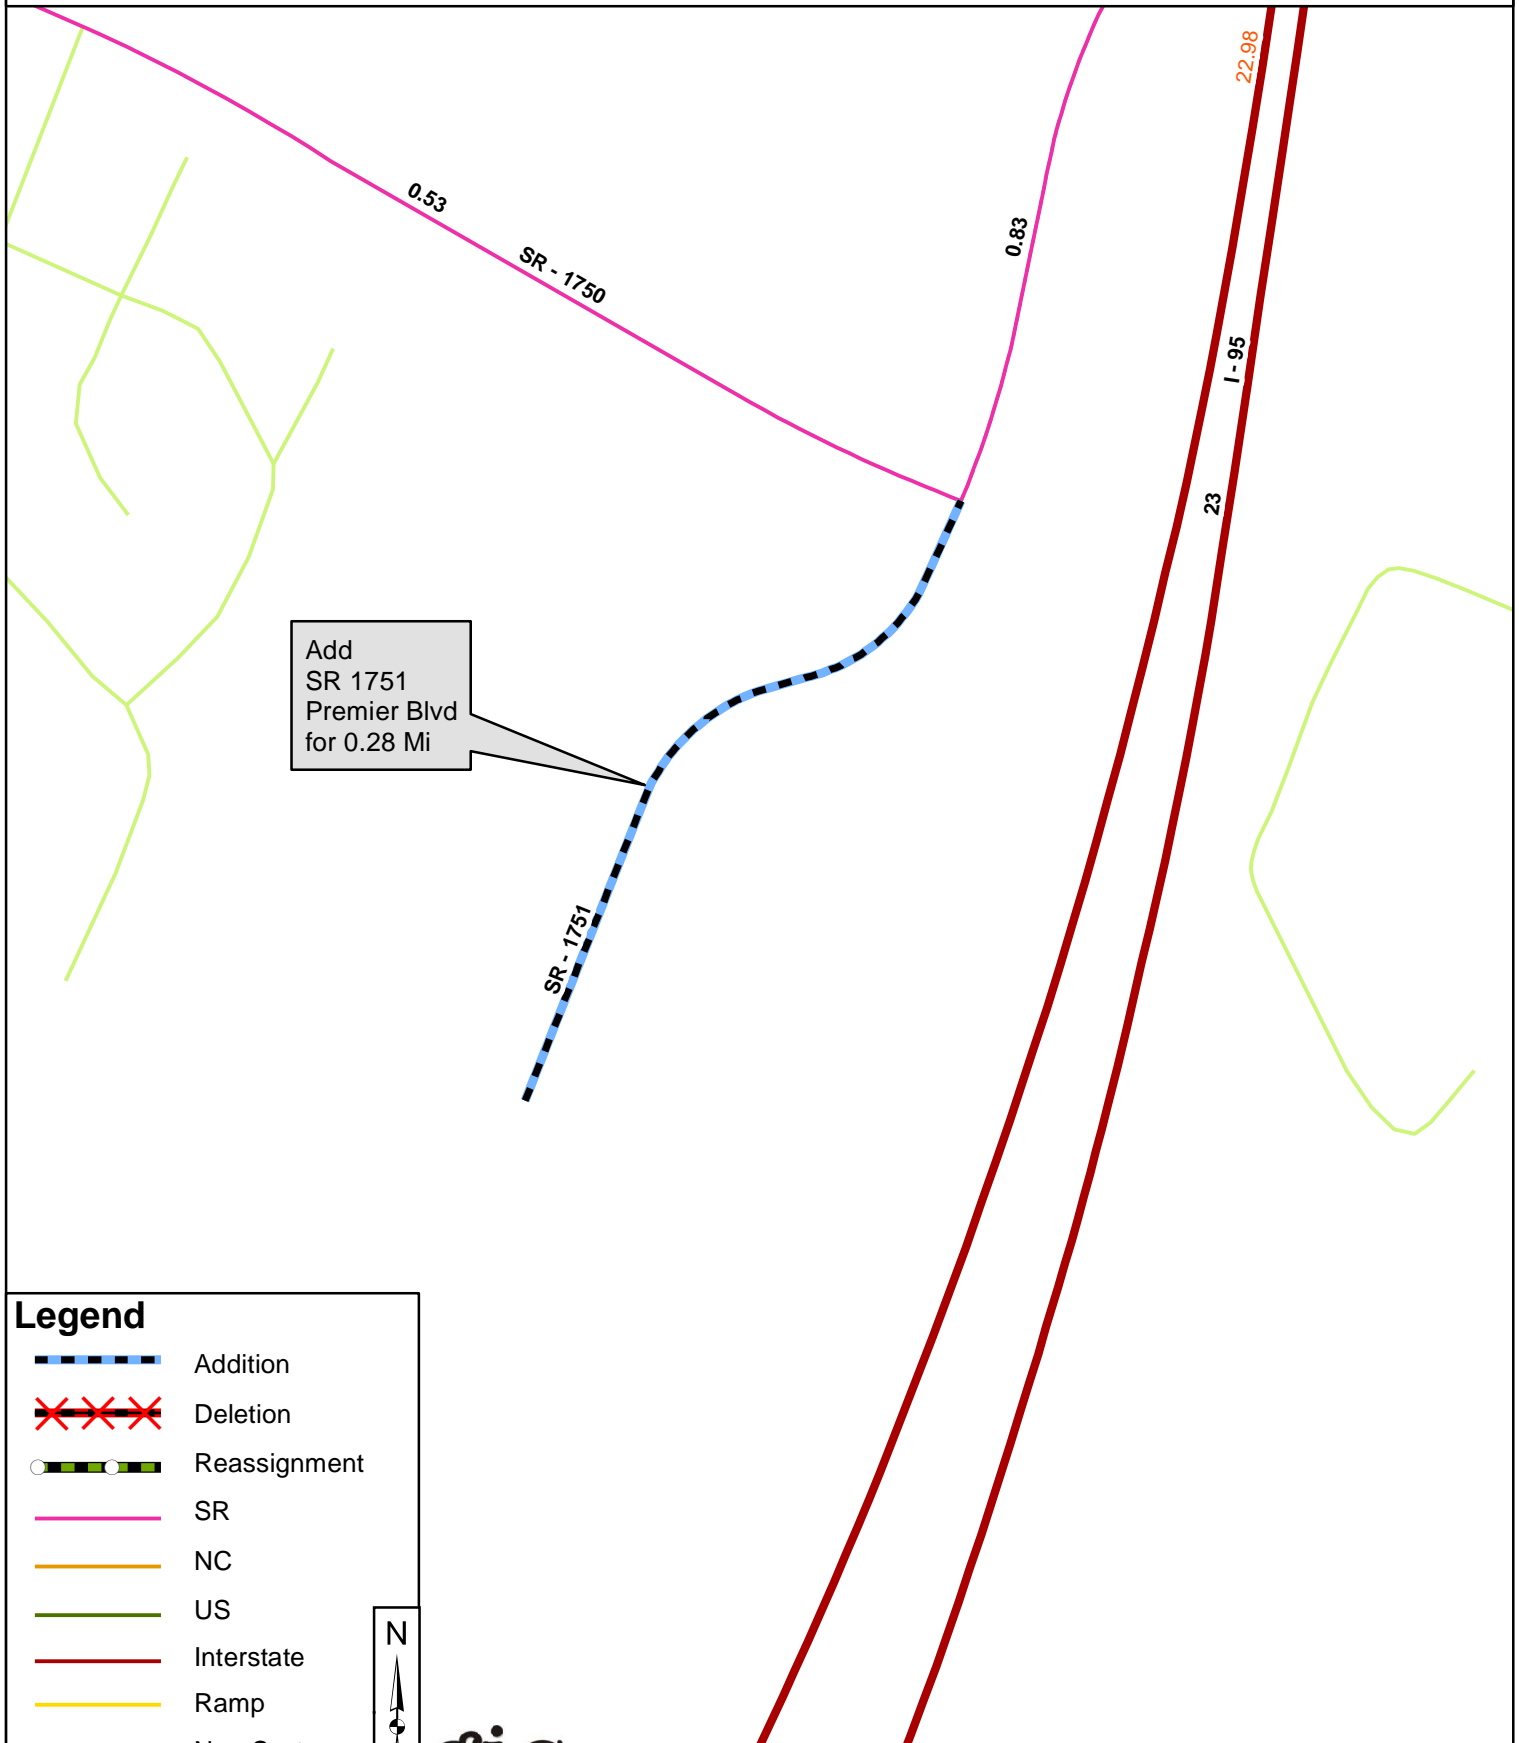 22.98
0.53
SR - 1750
0.83
I - 95
23
Add
SR 1751
Premier Blvd
for 0.28 Mi
SR - 1751
Legend
Addition
Deletion
Reassignment
SR
NC
US
Interstate
Ramp
N